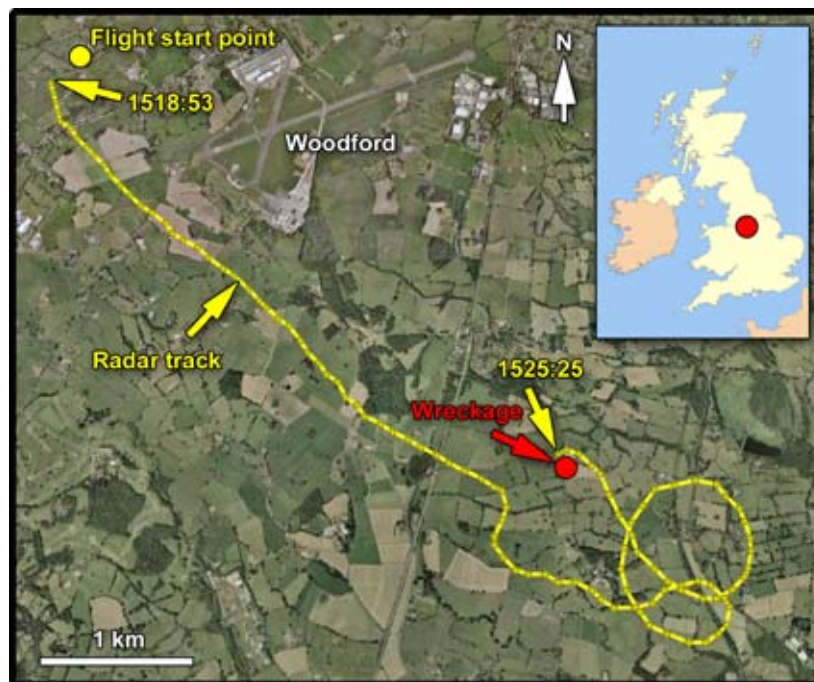 Flight start point
N
1518:53
Woodford
Radar track
1525:25
Wreckage
1 km